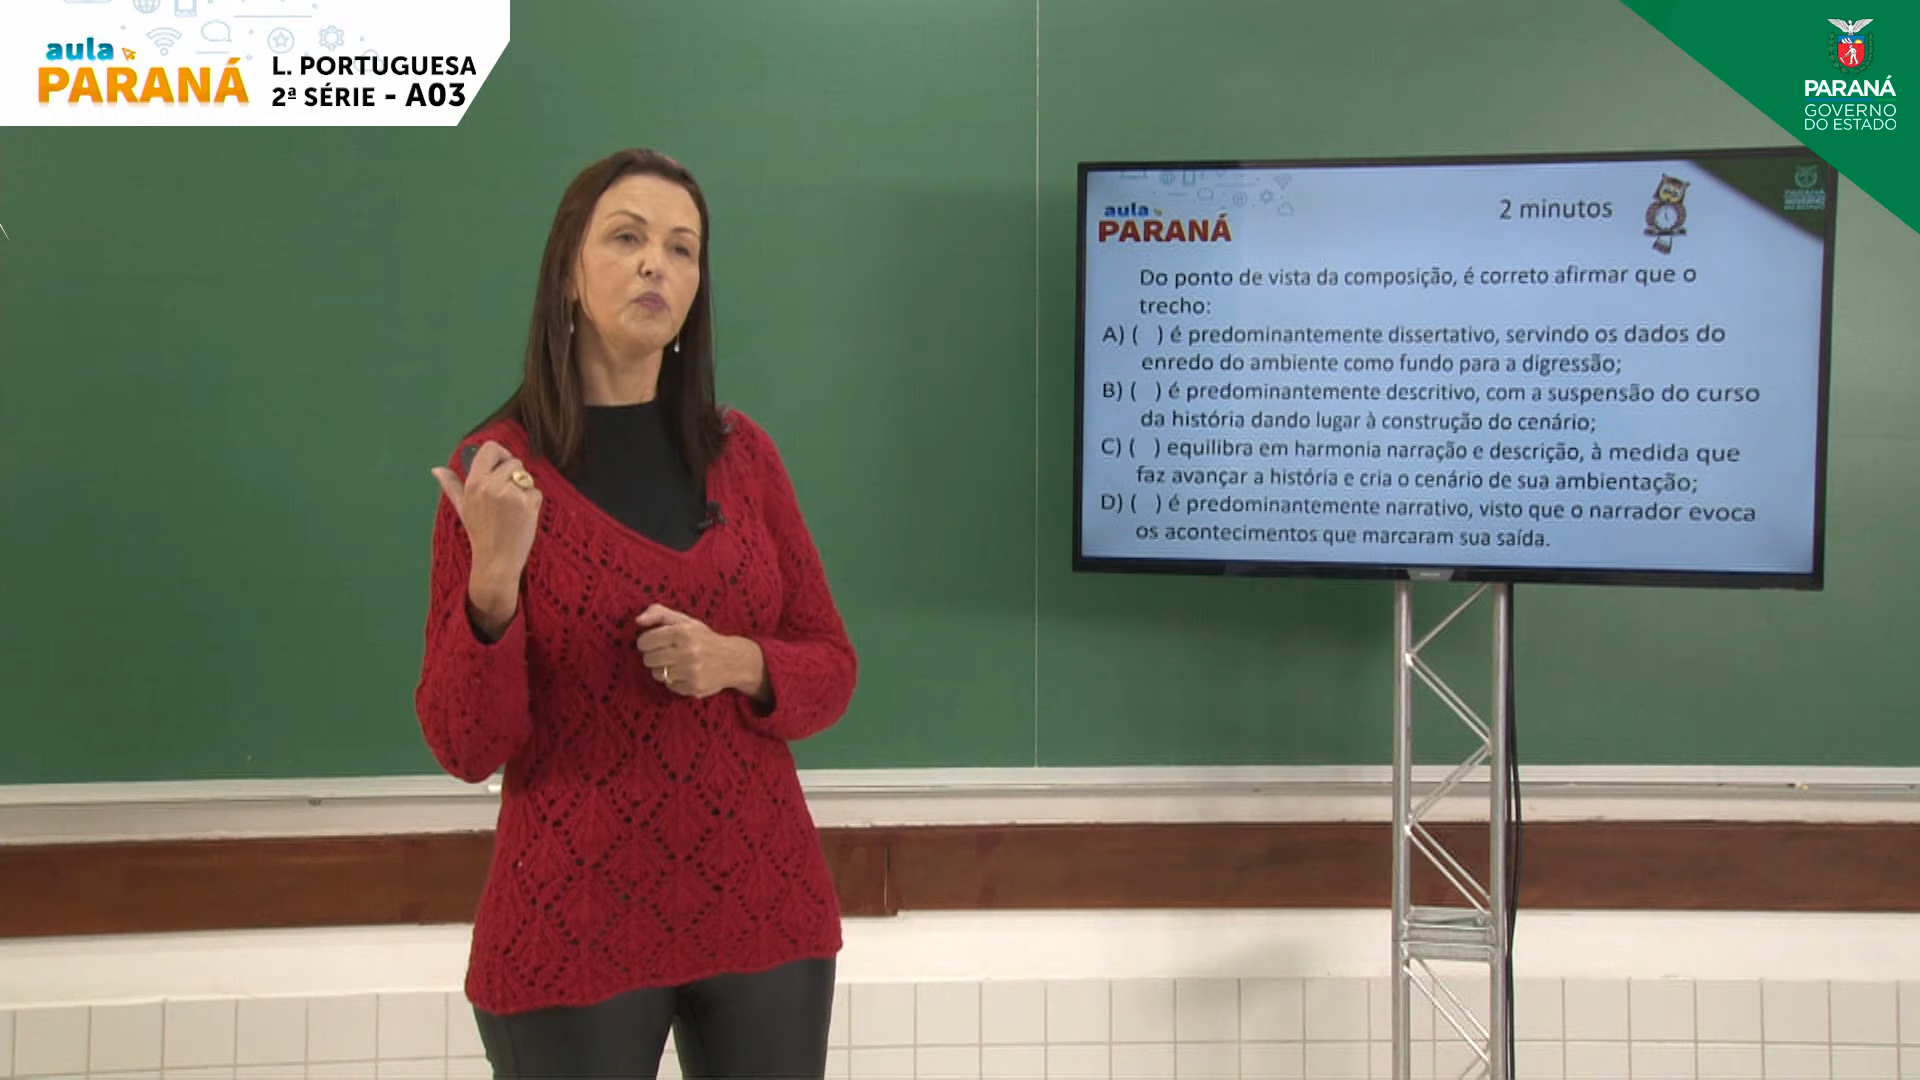 aula
PARANÁ
L. PORTUGUESA
2ª SÉRIE - A03
PARANÁ
GOVERNO
DO ESTADO
aula
PARANÁ
2 minutos
Do ponto de vista da composição, é correto afirmar que o
trecho:
A) ( ) é predominantemente dissertativo, servindo os dados do
enredo do ambiente como fundo para a digressão;
B) ( ) é predominantemente descritivo, com a suspensão do curso
da história dando lugar à construção do cenário;
C) ( ) equilibra em harmonia narração e descrição, à medida que
faz avançar a história e cria o cenário de sua ambientação;
D) ( ) é predominantemente narrativo, visto que o narrador evoca
os acontecimentos que marcaram sua saída.